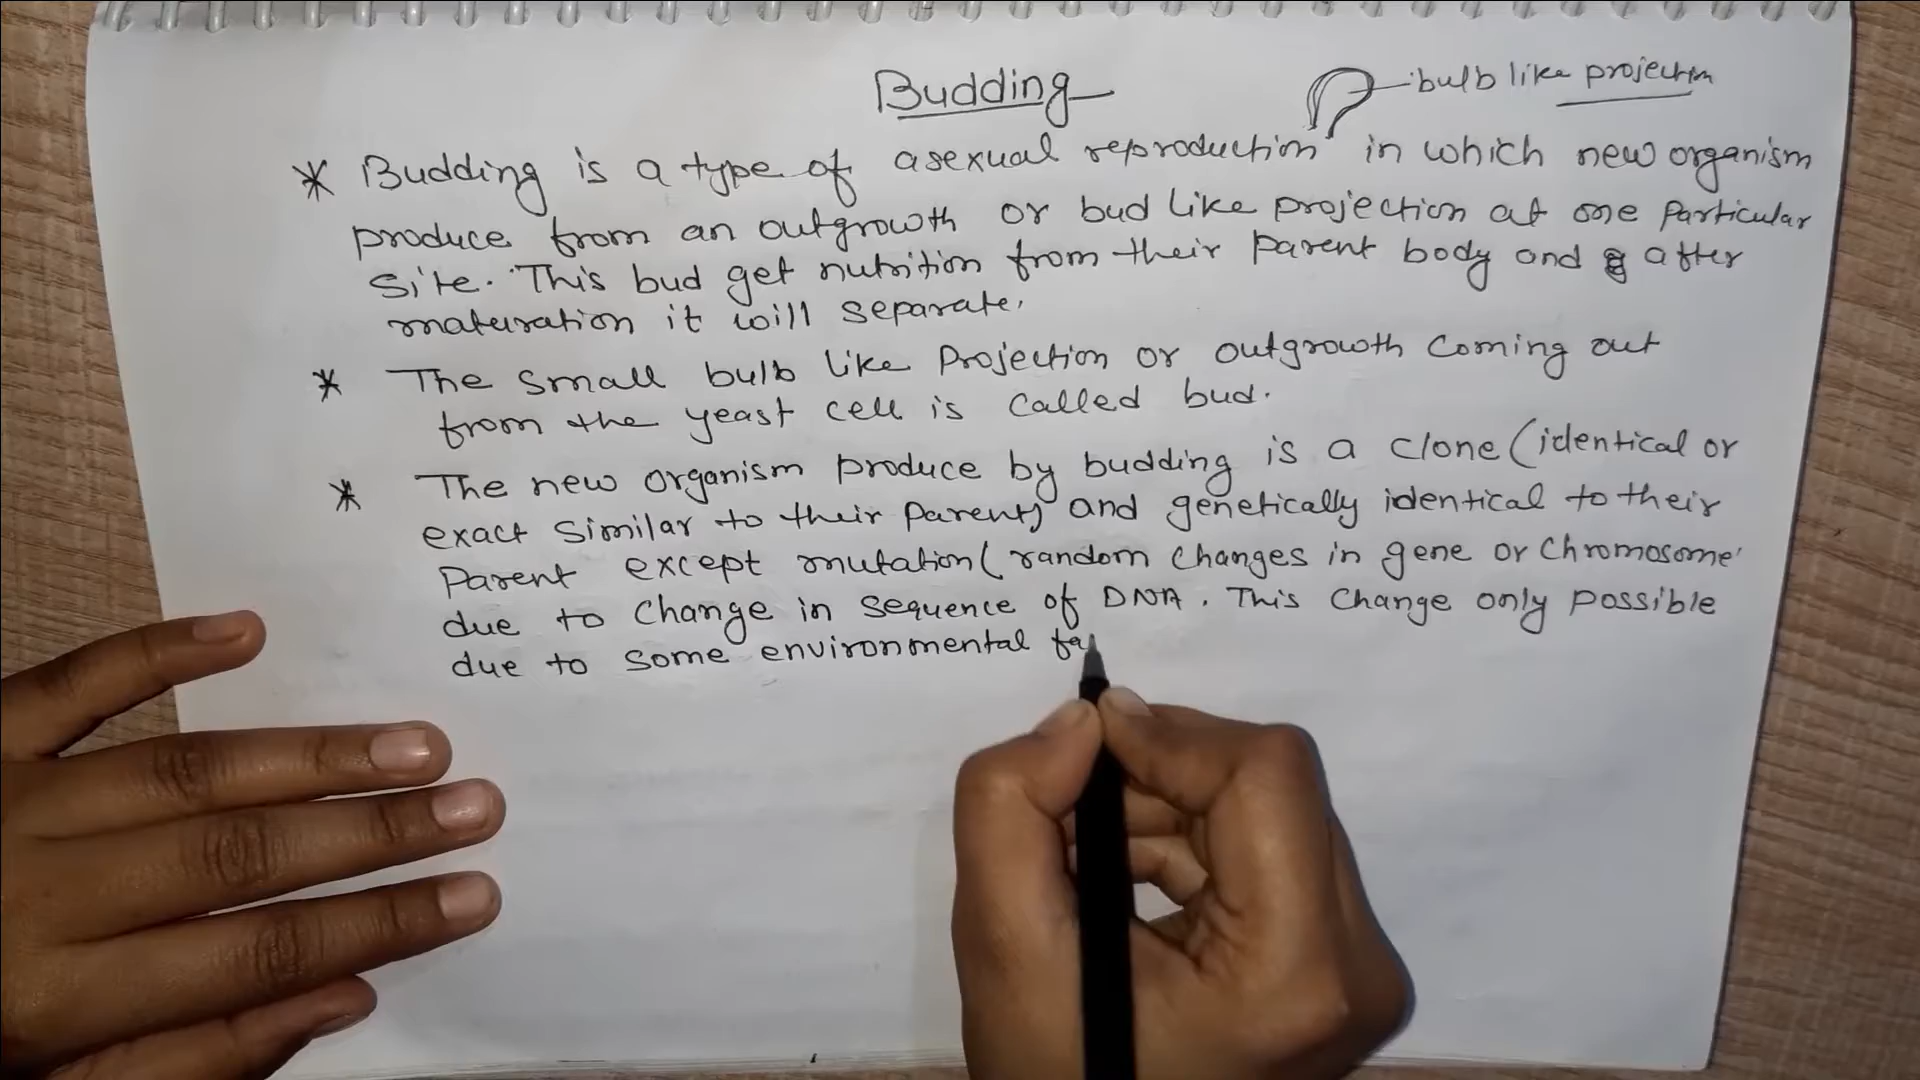 Budding
bulb like projection
* Budding is a type of asexual reproduction in which new organism
produce from an outgrowth or bud like projection at one particular
site. This bud get nutrition from their parent body and after
maturation it will separate.
* The small bulb like Projection or outgrowth coming out
from the yeast cell is called bud.
* The new organism produce by budding is a clone (identical or
exact similar to their parent) and genetically identical to their
parent except mutation (random changes in gene or chromosome
due to change in sequence of DNA. This change only possible
due to some environmental fa